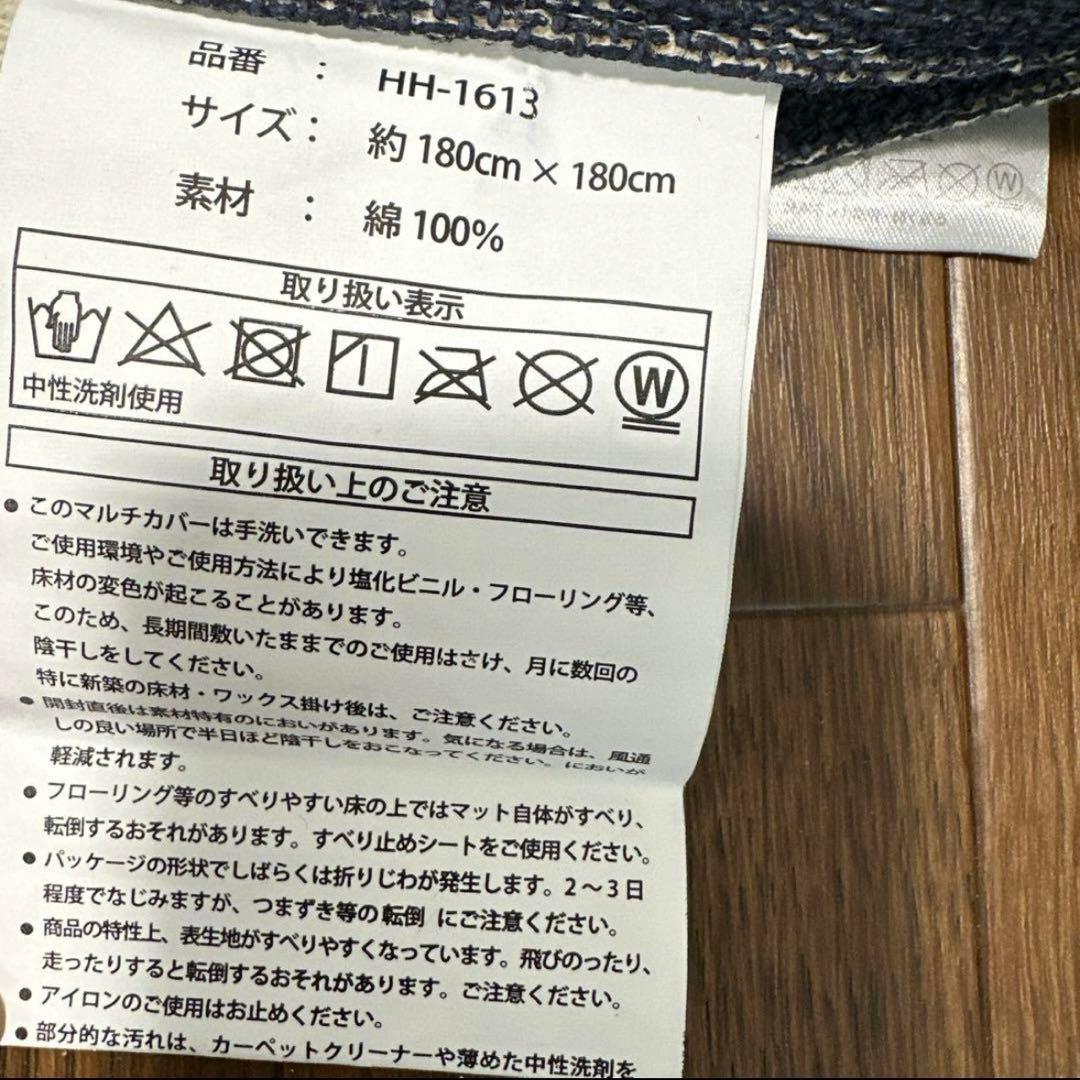 品番 : HH-1613
サイズ : 約 180cm × 180cm
素材 : 綿 100%
取り扱い表示
W
中性洗剤使用
取り扱い上のご注意
● このマルチカバーは手洗いできます。
ご使用環境やご使用方法により塩化ビニル・フローリング等、
床材の変色が起こることがあります。
このため、長期間敷いたままでのご使用はさけ、月に数回の
陰干しをしてください。
特に新築の床材・ワックス掛け後は、ご注意ください。
● 開封直後は素材特有のにおいがあります。気になる場合は、風通
しの良い場所で半日ほど陰干しをおこなってください。においが
軽減されます。
● フローリング等のすべりやすい床の上ではマット自体がすべり、
転倒するおそれがあります。すべり止めシートをご使用ください。
● パッケージの形状でしばらくは折りじわが発生します。2～3日
程度でなじみますが、つまずき等の転倒 にご注意ください。
● 商品の特性上、表生地がすべりやすくなっています。飛びのったり、
走ったりすると転倒するおそれがあります。ご注意ください。
● アイロンのご使用はお止めください。
● 部分的な汚れは、カーペットクリーナーや薄めた中性洗剤を
W